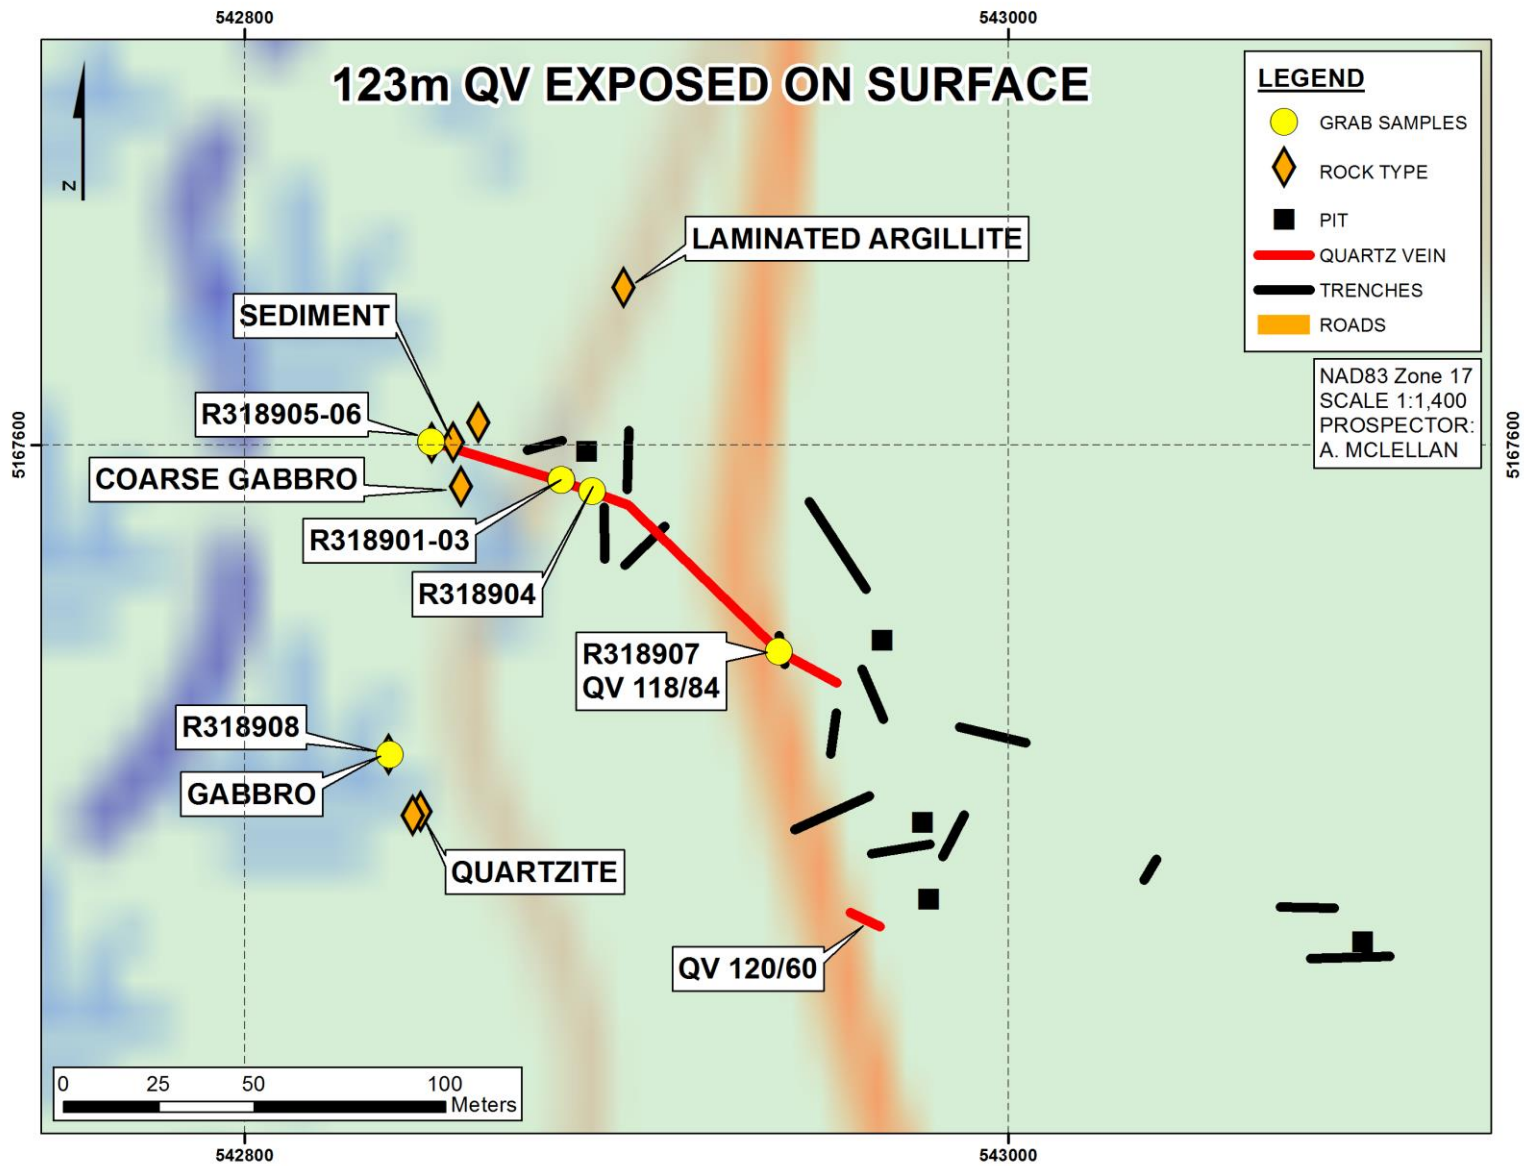 542800
543000
123m QV EXPOSED ON SURFACE
LEGEND
GRAB SAMPLES
ROCK TYPE
PIT
QUARTZ VEIN
TRENCHES
ROADS
NAD83 Zone 17
SCALE 1:1,400
PROSPECTOR:
A. MCLELLAN
Z
LAMINATED ARGILLITE
SEDIMENT
R318905-06
5167600
5167600
COARSE GABBRO
R318901-03
R318904
R318907
QV 118/84
R318908
GABBRO
QUARTZITE
QV 120/60
0 25 50 100
Meters
542800
543000